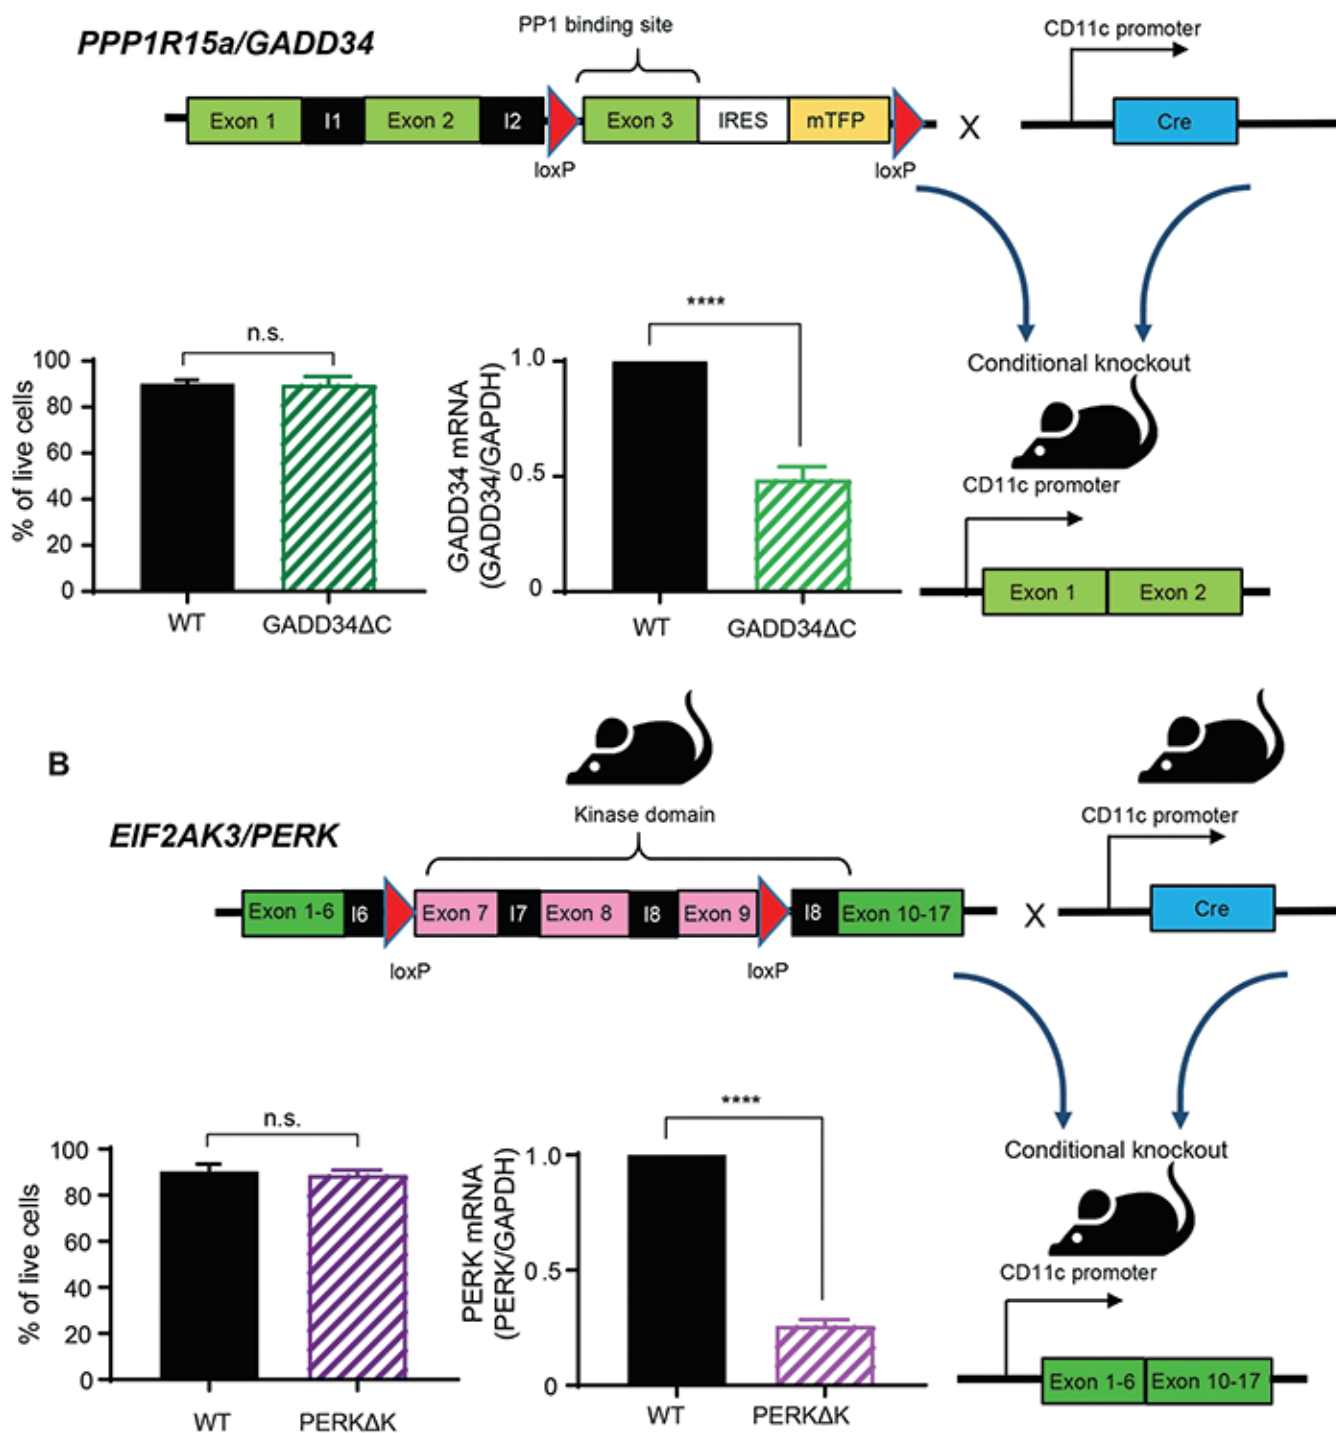 PPP1R15a/GADD34
PP1 binding site
CD11c promoter
Exon 1 I1 Exon 2 I2 Exon 3 IRES mTFP X Cre
loxP loxP
n.s.
****
% of live cells
100
80
60
40
20
0
WT GADD34ΔC
GADD34 mRNA
(GADD34/GAPDH)
1.0
0.5
0
WT GADD34ΔC
Conditional knockout
CD11c promoter
Exon 1 Exon 2
B
EIF2AK3/PERK
Kinase domain
CD11c promoter
Exon 1-6 I6 Exon 7 I7 Exon 8 I8 Exon 9 I8 Exon 10-17 X Cre
loxP loxP
n.s.
****
% of live cells
100
80
60
40
20
0
WT PERKΔK
PERK mRNA
(PERK/GAPDH)
1.0
0.5
0
WT PERKΔK
Conditional knockout
CD11c promoter
Exon 1-6 Exon 10-17